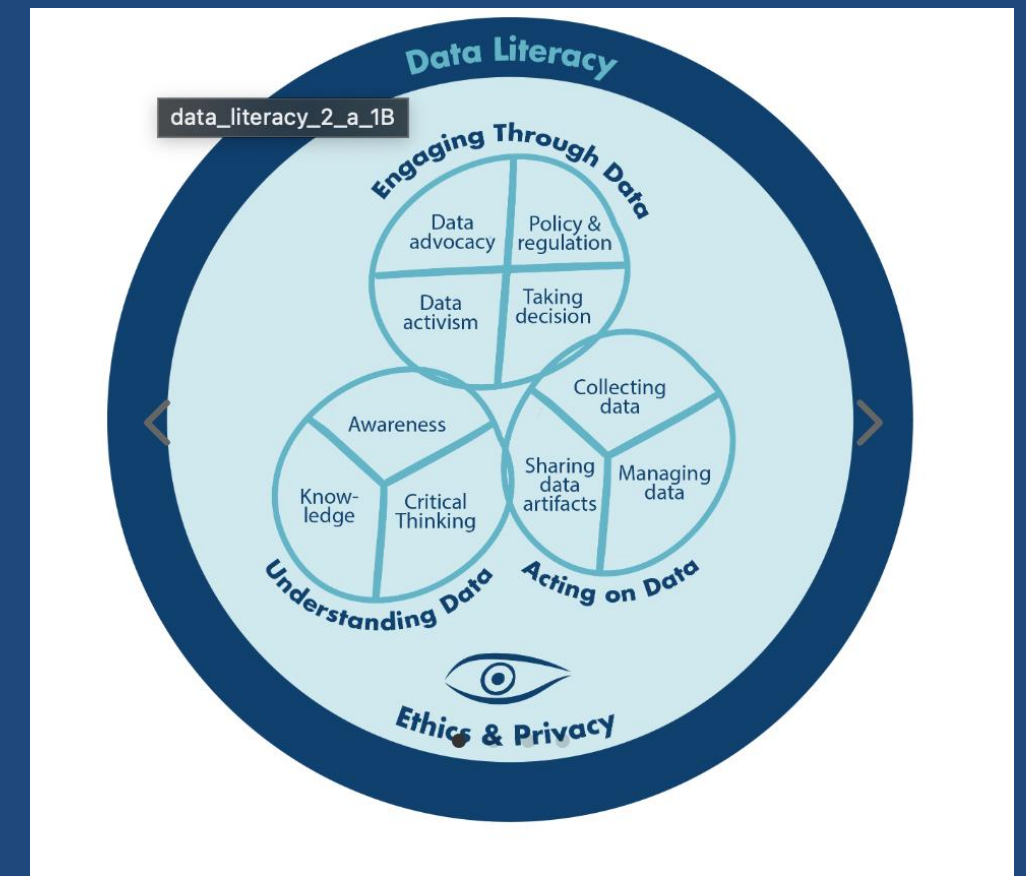 Data Literacy
data_literacy_2_a_1B
Engaging Through Data
Data
advocacy
Policy &
regulation
Data
activism
Taking
decision
Collecting
data
Sharing
data
artifacts
Managing
data
Acting on Data
Awareness
Know-
ledge
Critical
Thinking
Understanding Data
Ethics & Privacy